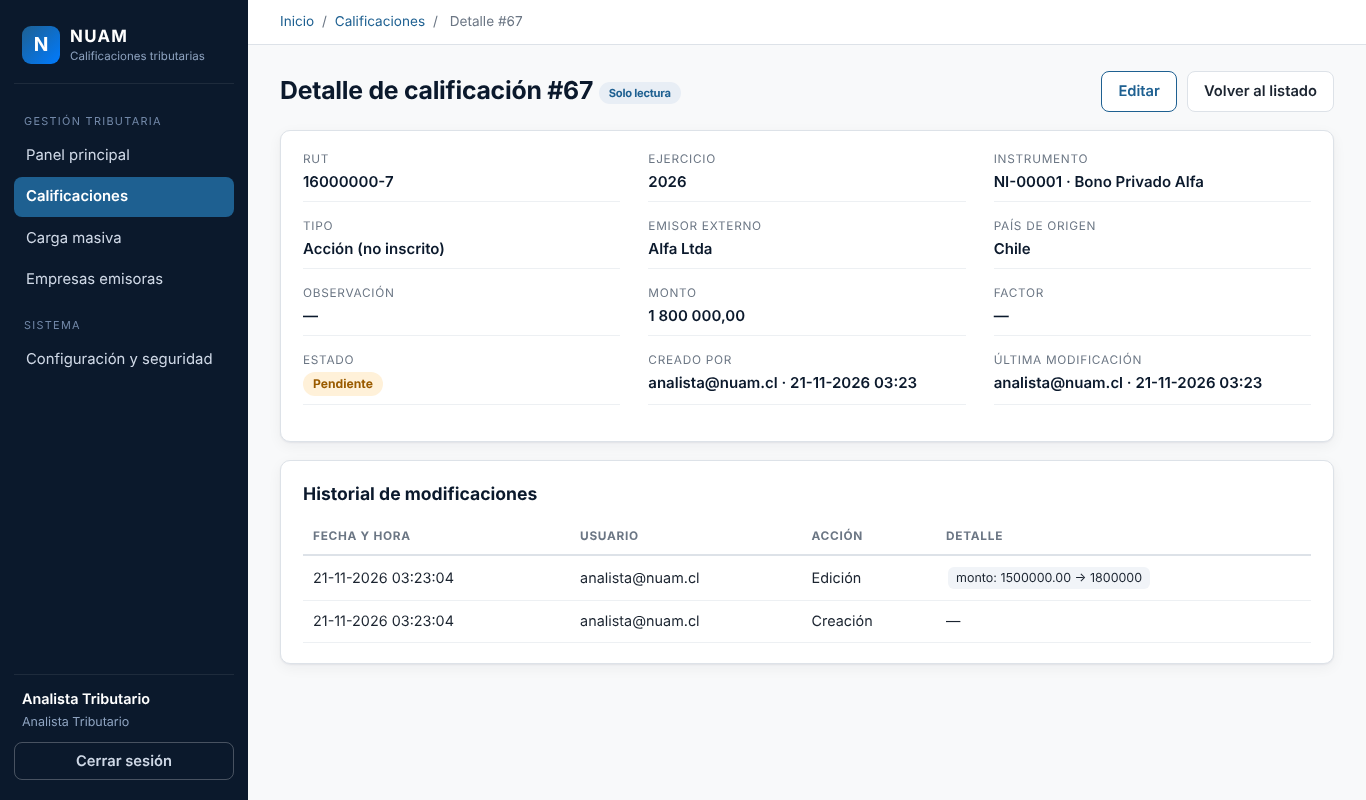 N
NUAM
Calificaciones tributarias
GESTIÓN TRIBUTARIA
Panel principal
Calificaciones
Carga masiva
Empresas emisoras
SISTEMA
Configuración y seguridad
Analista Tributario
Analista Tributario
Cerrar sesión
Inicio / Calificaciones / Detalle #67
Detalle de calificación #67 Solo lectura
Editar
Volver al listado
RUT
16000000-7
EJERCICIO
2026
INSTRUMENTO
NI-00001 · Bono Privado Alfa
TIPO
Acción (no inscrito)
EMISOR EXTERNO
Alfa Ltda
PAÍS DE ORIGEN
Chile
OBSERVACIÓN
—
MONTO
1 800 000,00
FACTOR
—
ESTADO
Pendiente
CREADO POR
analista@nuam.cl · 21-11-2026 03:23
ÚLTIMA MODIFICACIÓN
analista@nuam.cl · 21-11-2026 03:23
Historial de modificaciones
FECHA Y HORA USUARIO ACCIÓN DETALLE
21-11-2026 03:23:04 analista@nuam.cl Edición monto: 1500000.00 → 1800000
21-11-2026 03:23:04 analista@nuam.cl Creación —